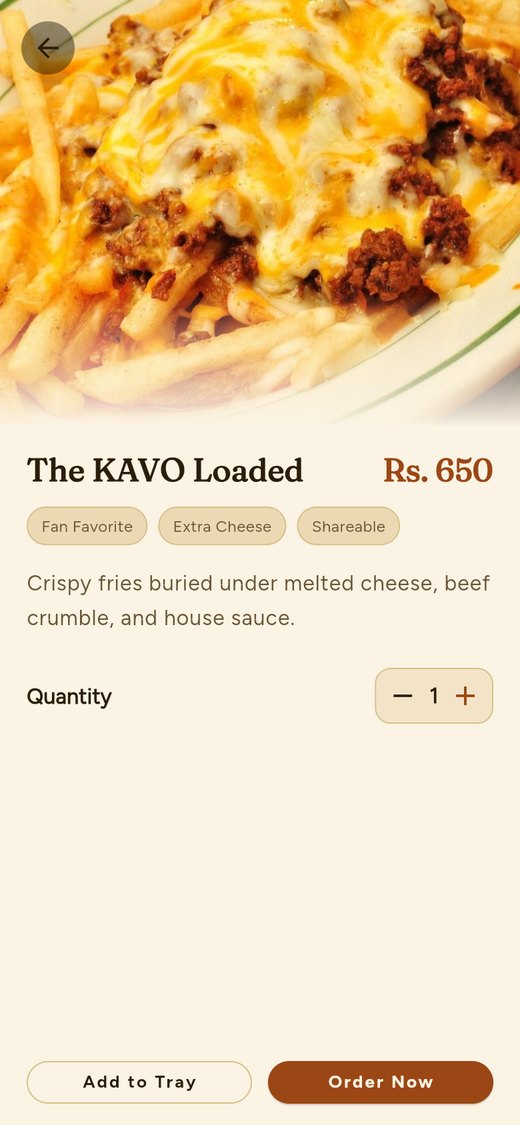 The KAVO Loaded Rs. 650
Fan Favorite Extra Cheese Shareable
Crispy fries buried under melted cheese, beef
crumble, and house sauce.
Quantity 1
Add to Tray Order Now